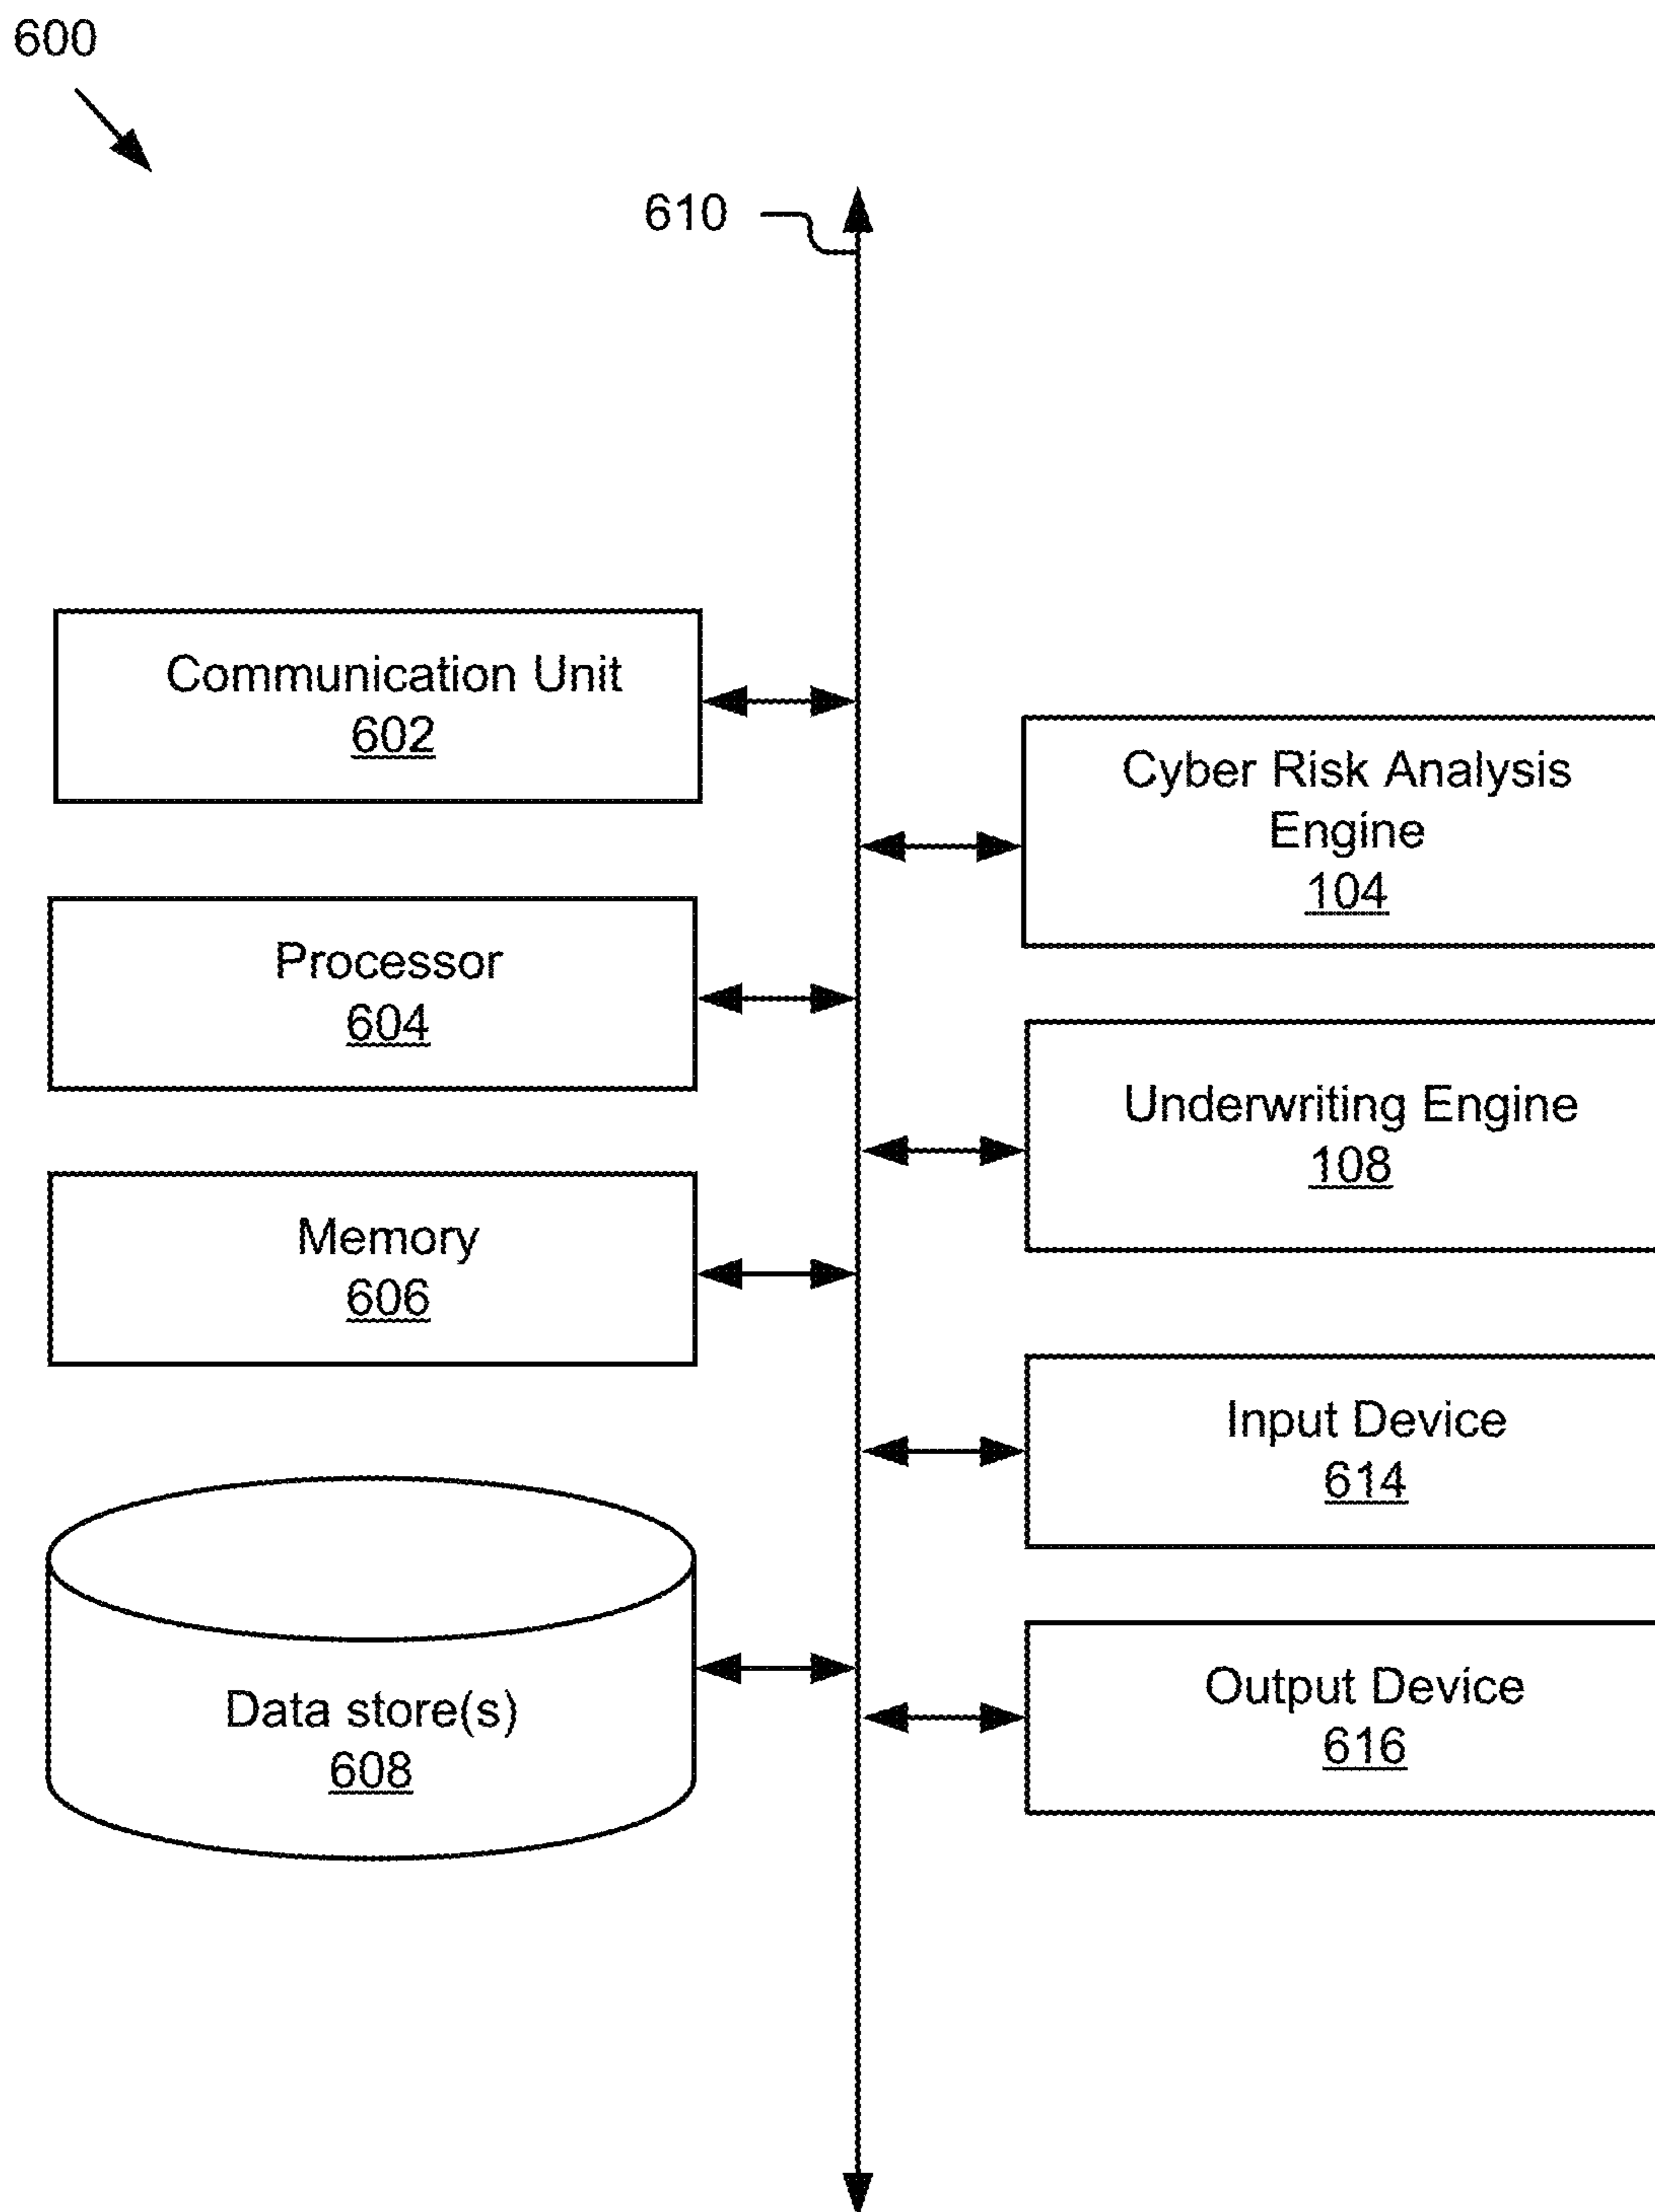 600
610
Communication Unit
602
Cyber Risk Analysis
Engine
104
Processor
604
Underwriting Engine
108
Memory
606
Input Device
614
Data store(s)
608
Output Device
616